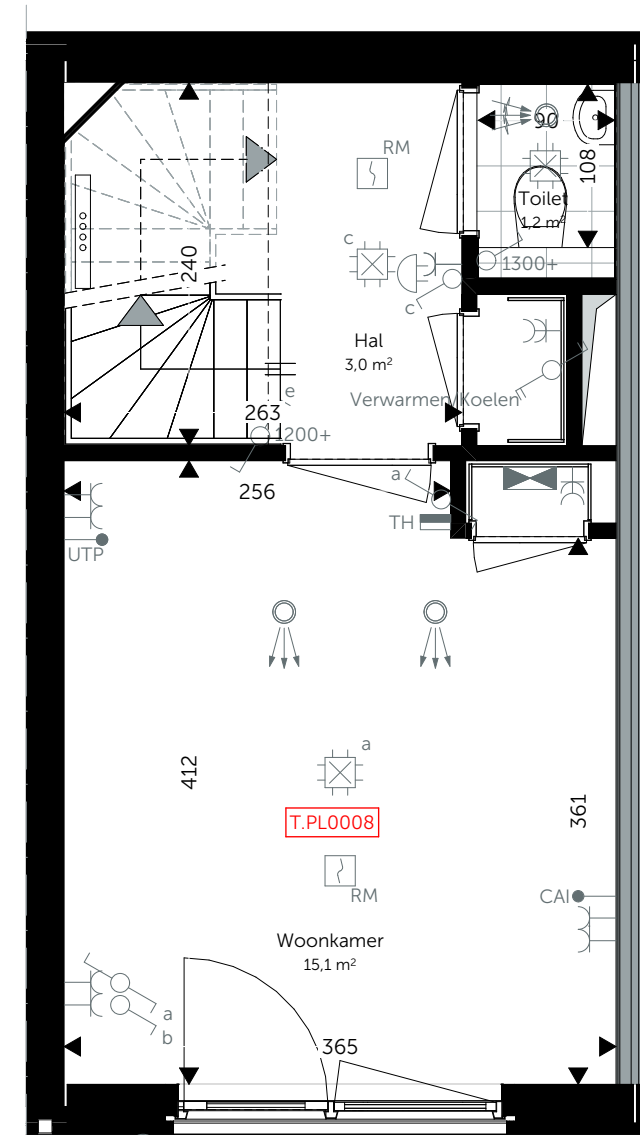 RM
108
Toilet
1,2 m²
240
c
1300+
c
Hal
3,0 m²
e
Verwarmen/Koelen
263
1200+
a
256
TH
UTP
412
a
T.PL0008
361
RM
CAI
Woonkamer
15,1 m²
a
b
365